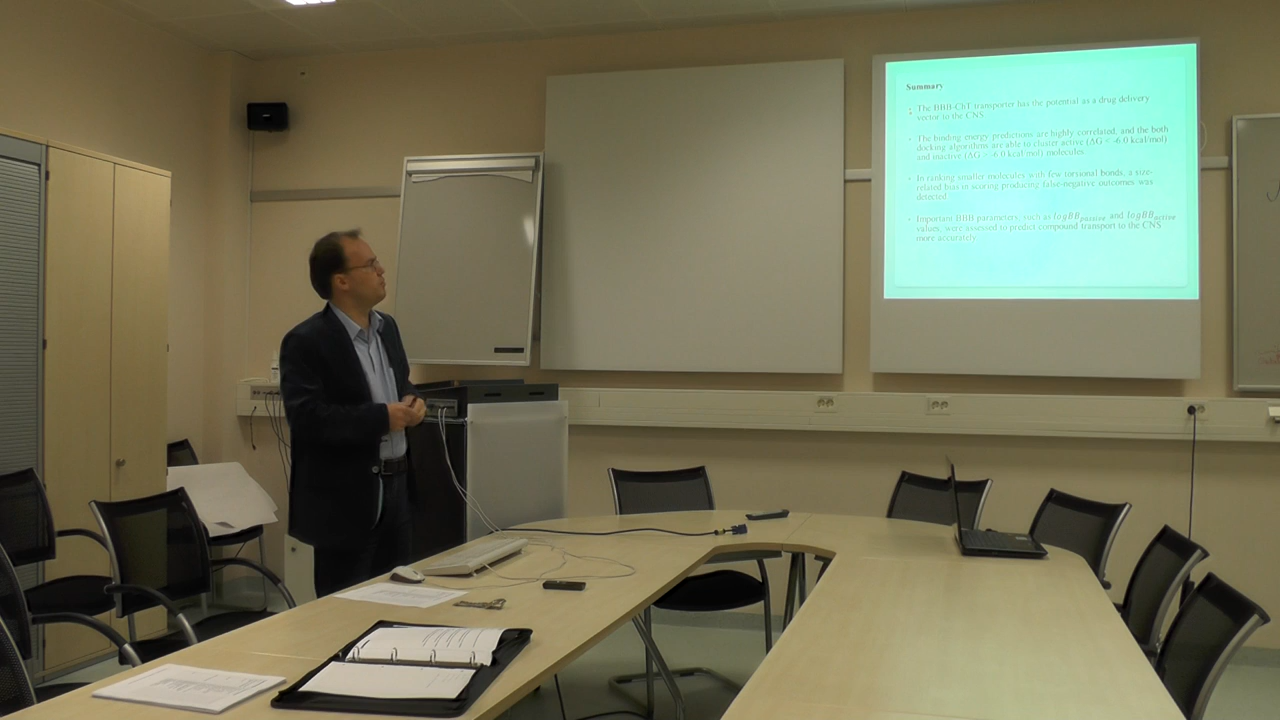 Summary
• The BBB-ChT transporter has the potential as a drug delivery
vector to the CNS
• The binding energy predictions are highly correlated, and the both
docking algorithms are able to cluster active (ΔG < -6.0 kcal/mol)
and inactive (ΔG > -6.0 kcal/mol) molecules.
• In ranking smaller molecules with few torsional bonds, a size-
related bias in scoring producing false-negative outcomes was
detected
• Important BBB parameters, such as logBB passive and logBB active
values, were assessed to predict compound transport to the CNS
more accurately.